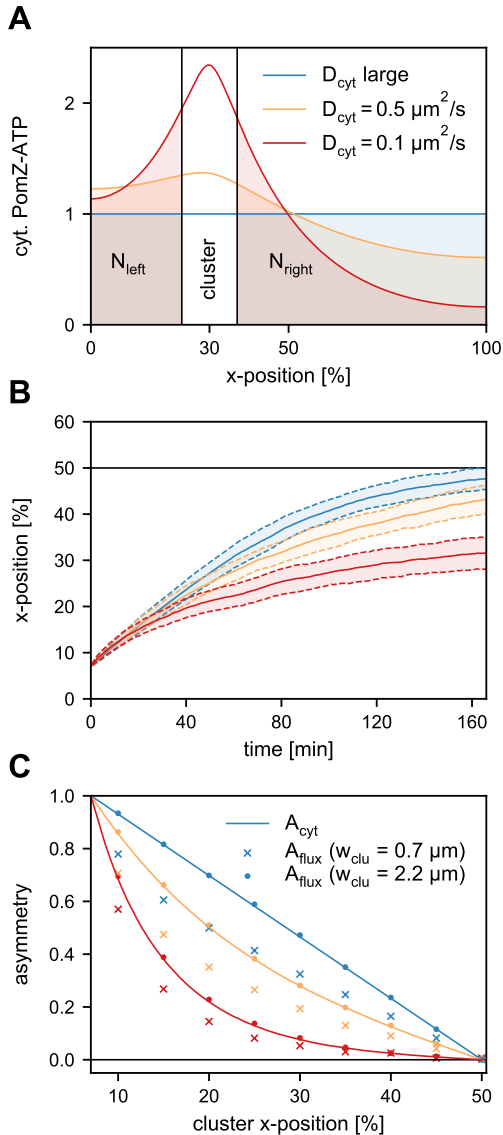 A
cyt. PomZ-ATP
2
1
0
D_cyt large
D_cyt = 0.5 µm²/s
D_cyt = 0.1 µm²/s
N_left
cluster
N_right
0
30
50
100
x-position [%]
B
x-position [%]
60
50
40
30
20
10
0
0
40
80
120
160
time [min]
C
asymmetry
1.0
0.8
0.6
0.4
0.2
0.0
A_cyt
A_flux (w_clu = 0.7 µm)
A_flux (w_clu = 2.2 µm)
10
20
30
40
50
cluster x-position [%]